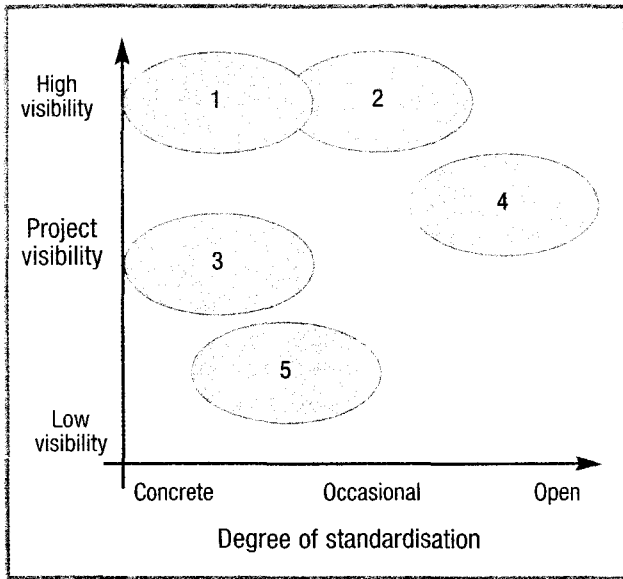 High
visibility
1
2
4
Project
visibility
3
5
Low
visibility
Concrete Occasional Open
Degree of standardisation